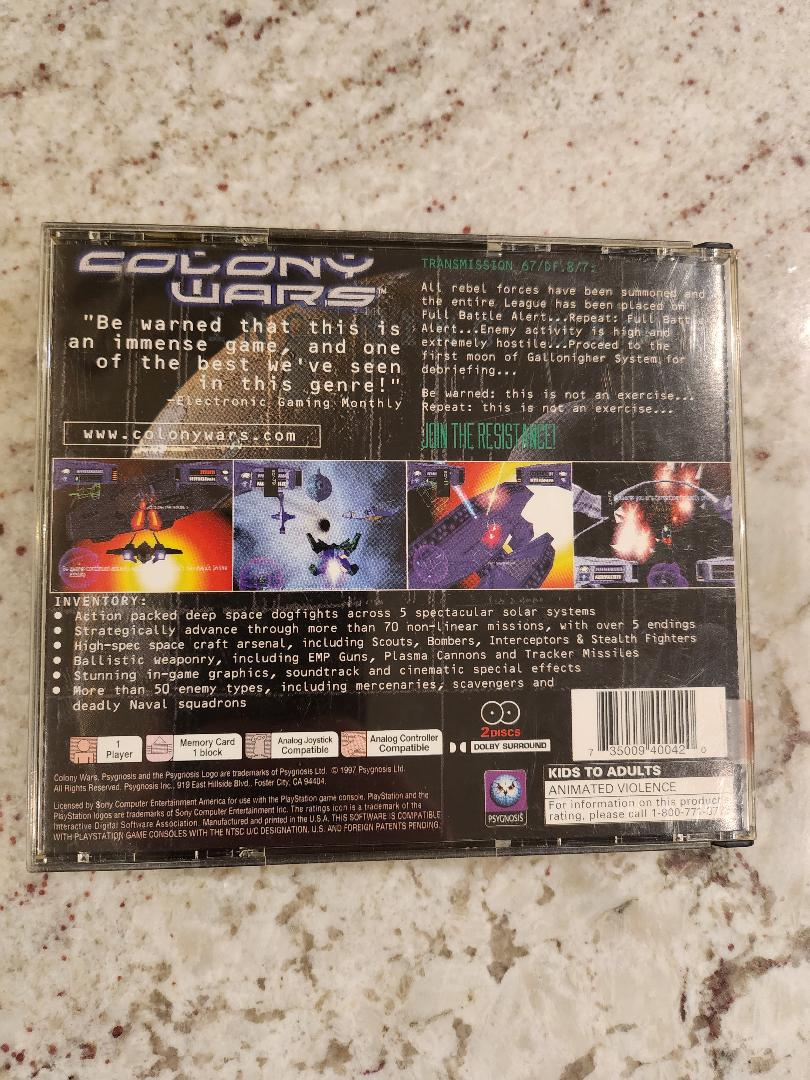 COLONY
WARS™
"Be warned that this is
an immense game, and one
of the best we've seen
in this genre!"
–Electronic Gaming Monthly
www.colonywars.com
TRANSMISSION 67/DF.8/7:
All rebel forces have been summoned and
the entire League has been placed on
Full Battle Alert...Repeat: Full
Alert...Enemy activity is high and
extremely hostile...Proceed to the
first moon of Gallonigher System for
debriefing...
Be warned: this is not an exercise...
Repeat: this is not an exercise...
JOIN THE RESISTANCE!
INVENTORY:
● Action packed deep space dogfights across 5 spectacular solar systems
● Strategically advance through more than 70 non-linear missions, with over 5 endings
● High-spec space craft arsenal, including Scouts, Bombers, Interceptors & Stealth Fighters
● Ballistic weaponry, including EMP Guns, Plasma Cannons and Tracker Missiles
● Stunning in-game graphics, soundtrack and cinematic special effects
● More than 50 enemy types, including mercenaries, scavengers and
deadly Naval squadrons
1
Player
Memory Card
1 block
Analog Joystick
Compatible
Analog Controller
Compatible
2 DISCS
DOLBY SURROUND
7 35009 40042 0
Colony Wars, Psygnosis and the Psygnosis Logo are trademarks of Psygnosis Ltd. © 1997 Psygnosis Ltd.
All Rights Reserved. Psygnosis Inc., 919 East Hillside Blvd., Foster City, CA 94404.
Licensed by Sony Computer Entertainment America for use with the PlayStation game console. PlayStation and the
PlayStation logos are trademarks of Sony Computer Entertainment Inc. The ratings icon is a trademark of the
Interactive Digital Software Association. Manufactured and printed in the U.S.A. THIS SOFTWARE IS COMPATIBLE
WITH PLAYSTATION GAME CONSOLES WITH THE NTSC U/C DESIGNATION. U.S. AND FOREIGN PATENTS PENDING.
PSYGNOSIS
KIDS TO ADULTS
ANIMATED VIOLENCE
For information on this product
rating, please call 1-800-771-37